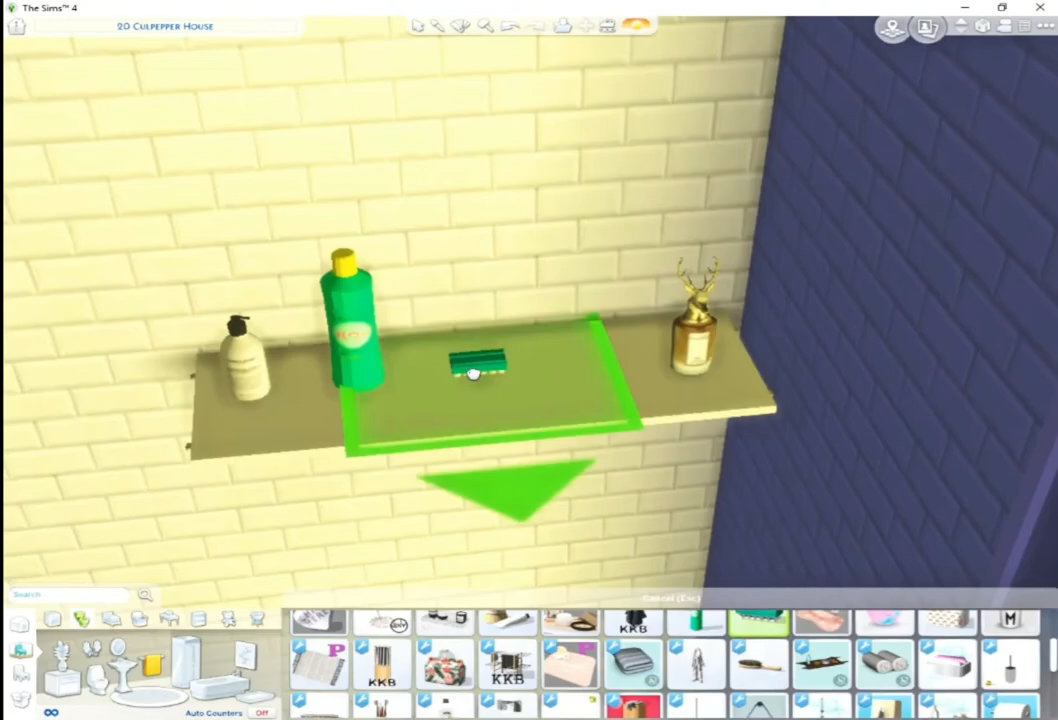 The Sims™ 4
20 Culpepper House
Cancel (Esc)
Search
KKB
M
P
KKB
KKB
P
Auto Counters Off